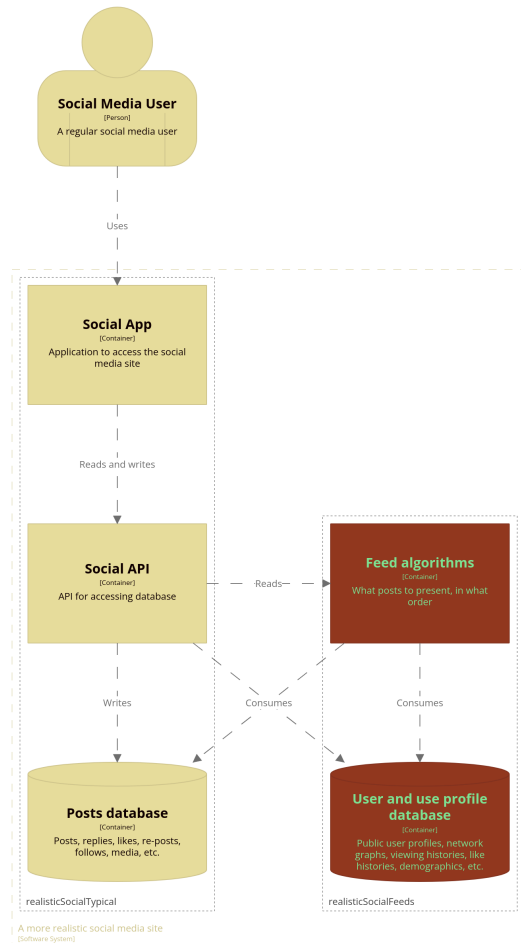 Social Media User
[Person]
A regular social media user
Uses
Social App
[Container]
Application to access the social
media site
Reads and writes
Social API
[Container]
API for accessing database
Reads
Feed algorithms
[Container]
What posts to present, in what
order
Writes
Consumes
Consumes
Posts database
[Container]
Posts, replies, likes, re-posts,
follows, media, etc.
User and use profile
database
[Container]
Public user profiles, network
graphs, viewing histories, like
histories, demographics, etc.
realisticSocialTypical
realisticSocialFeeds
A more realistic social media site
[Software System]